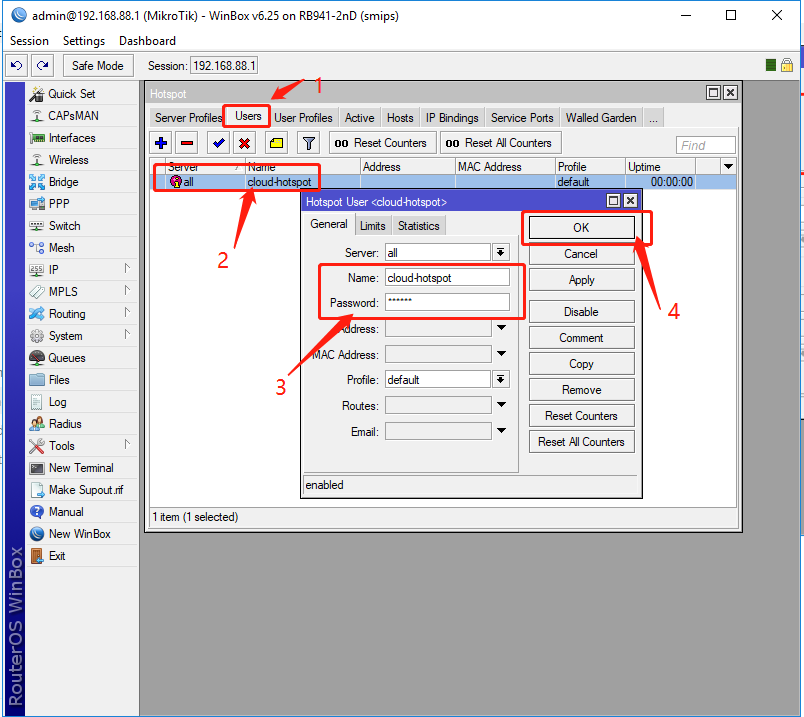 admin@192.168.88.1 (MikroTik) - WinBox v6.25 on RB941-2nD (smips)
Session Settings Dashboard
Safe Mode Session: 192.168.88.1
Quick Set
CAPsMAN
Interfaces
Wireless
Bridge
PPP
Switch
Mesh
IP
MPLS
Routing
System
Queues
Files
Log
Radius
Tools
New Terminal
Make Supout.rif
Manual
New WinBox
Exit
RouterOS WinBox
Hotspot
1
Server Profiles Users User Profiles Active Hosts IP Bindings Service Ports Walled Garden ...
00 Reset Counters 00 Reset All Counters Find
Server / Name Address MAC Address Profile Uptime
all cloud-hotspot default 00:00:00
2
Hotspot User <cloud-hotspot>
General Limits Statistics
Server: all
Name: cloud-hotspot
Password: ******
3
Address:
MAC Address:
Profile: default
Routes:
Email:
OK
Cancel
Apply
4
Disable
Comment
Copy
Remove
Reset Counters
Reset All Counters
enabled
1 item (1 selected)